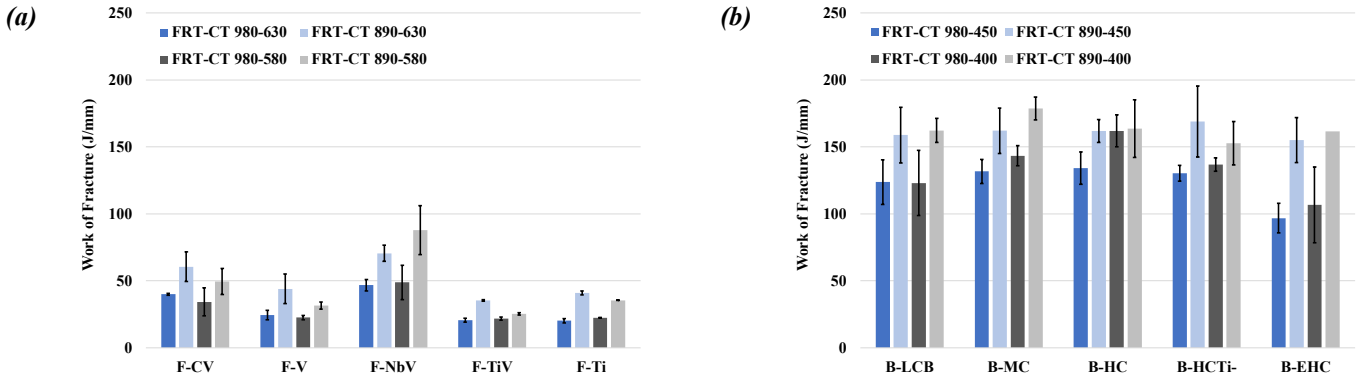 (a)
FRT-CT 980-630 FRT-CT 890-630
FRT-CT 980-580 FRT-CT 890-580
Work of Fracture (J/mm)
250
200
150
100
50
0
F-CV F-V F-NbV F-TiV F-Ti
(b)
FRT-CT 980-450 FRT-CT 890-450
FRT-CT 980-400 FRT-CT 890-400
Work of Fracture (J/mm)
250
200
150
100
50
0
B-LCB B-MC B-HC B-HCTi- B-EHC